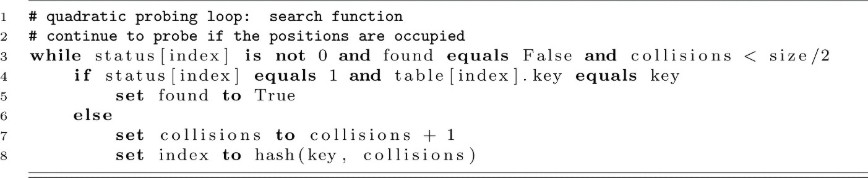 1 # quadratic probing loop: search function
2 # continue to probe if the positions are occupied
3 while status[index] is not 0 and found equals False and collisions < size/2
4 if status[index] equals 1 and table[index].key equals key
5 set found to True
6 else
7 set collisions to collisions + 1
8 set index to hash(key, collisions)